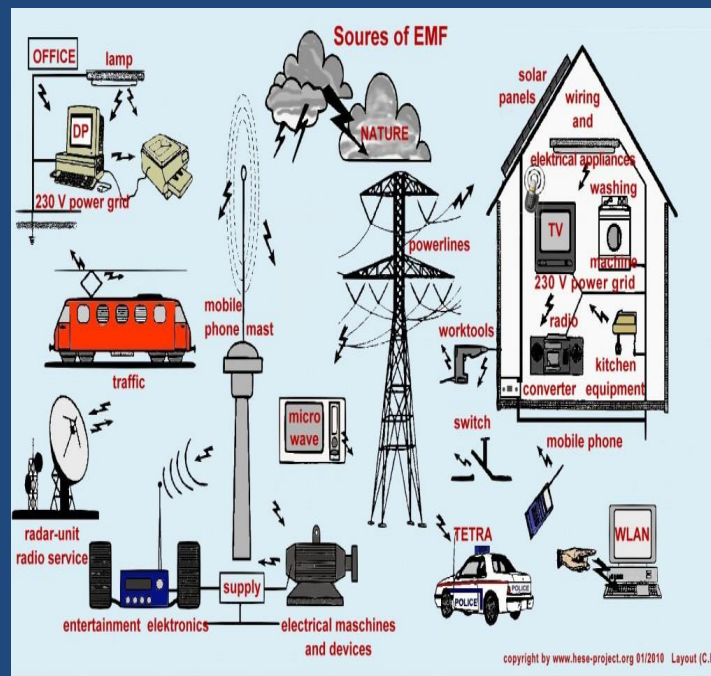 Soures of EMF
OFFICE
lamp
DP
230 V power grid
NATURE
solar
panels
wiring
and
elektrical appliances
washing
machine
TV
230 V power grid
radio
converter
kitchen
equipment
powerlines
mobile
phone mast
traffic
worktools
micro
wave
switch
mobile phone
radar-unit
radio service
TETRA
WLAN
supply
POLICE
POLICE
entertainment elektronics
electrical maschines
and devices
copyright by www.hese-project.org 01/2010 Layout (C.